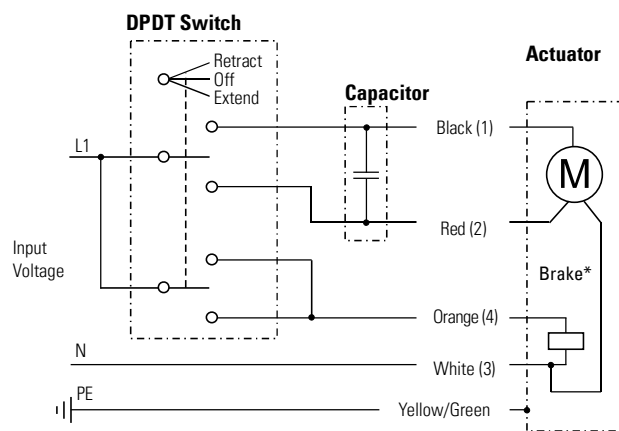 DPDT Switch
Retract
Off
Extend
Actuator
Capacitor
L1
Black (1)
M
Red (2)
Input
Voltage
Brake*
Orange (4)
N
White (3)
PE
Yellow/Green